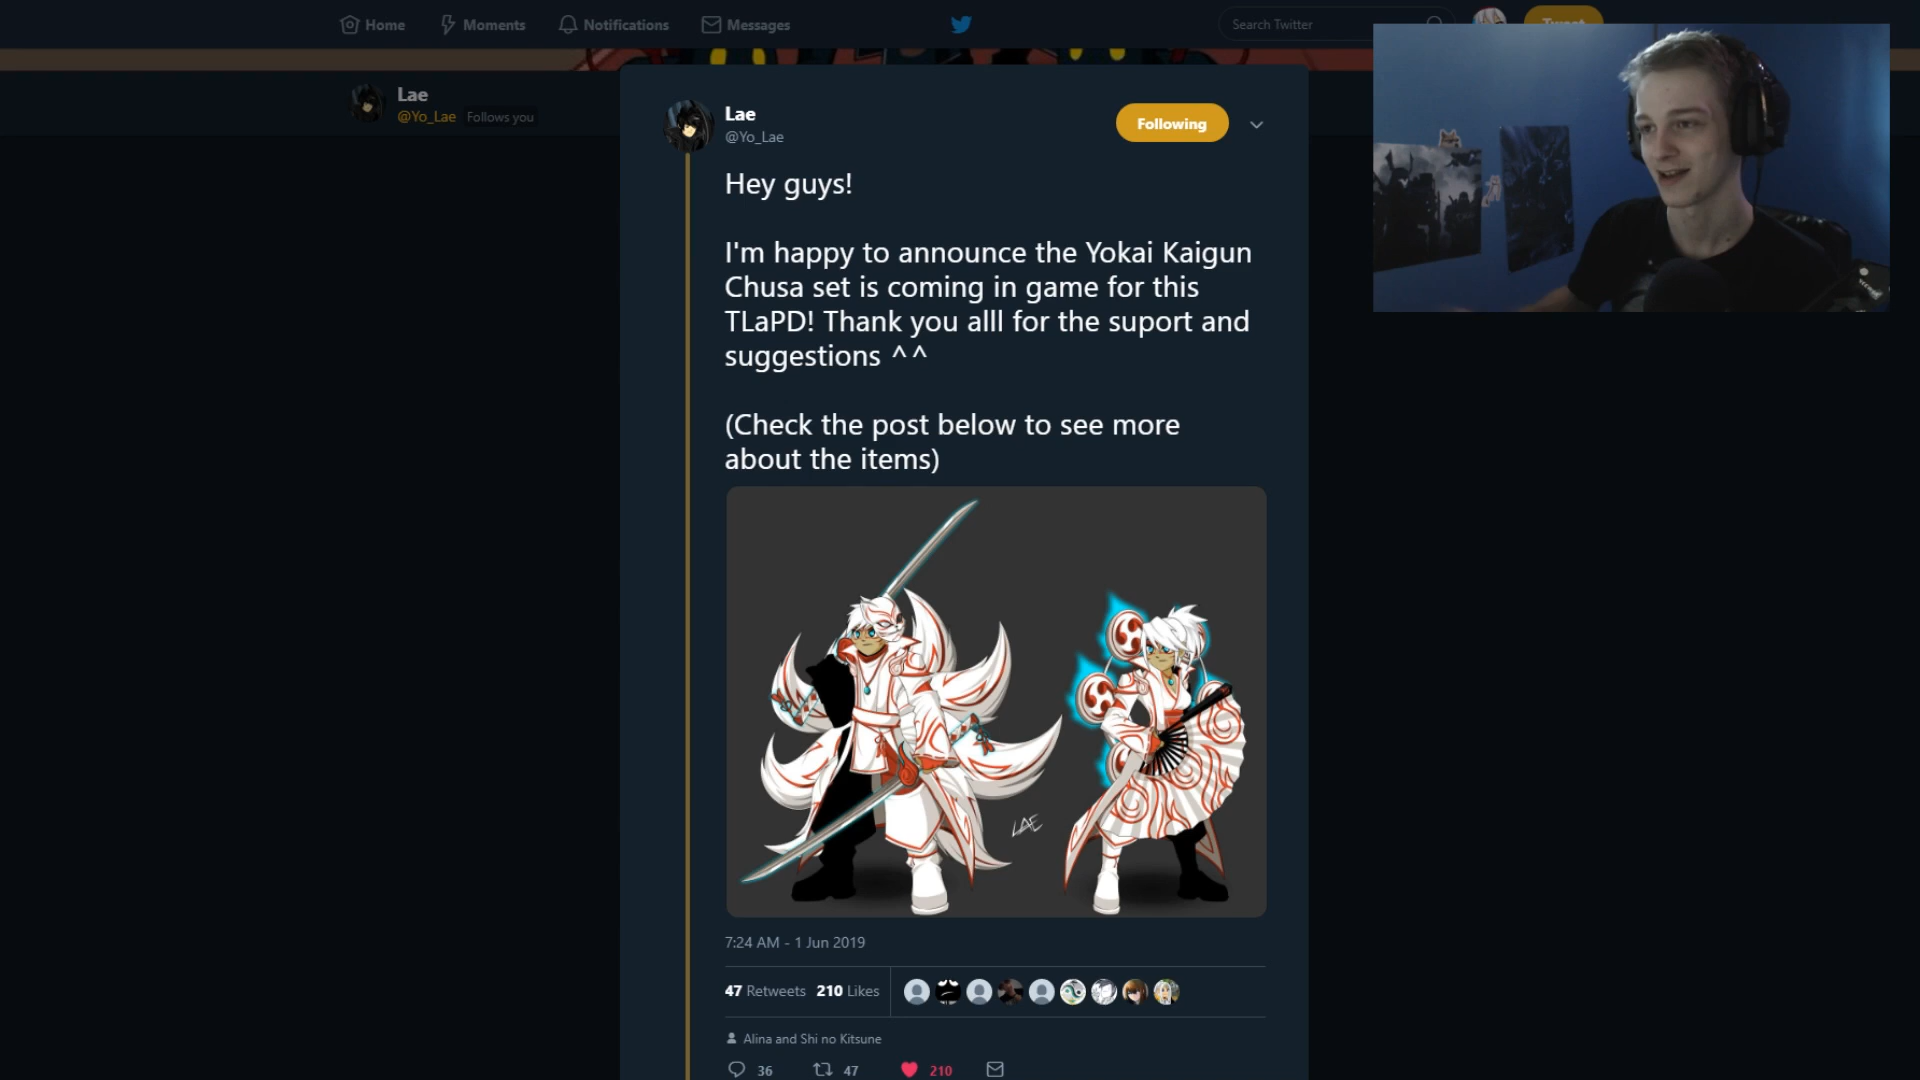 Home
Moments
Notifications
Messages
Search Twitter
Tweet
Lae
@Yo_Lae Follows you
Lae
@Yo_Lae
Following
Hey guys!
I'm happy to announce the Yokai Kaigun
Chusa set is coming in game for this
TLaPD! Thank you alll for the suport and
suggestions ^^
(Check the post below to see more
about the items)
LAE
7:24 AM - 1 Jun 2019
47 Retweets 210 Likes
Alina and Shi no Kitsune
36 47 210